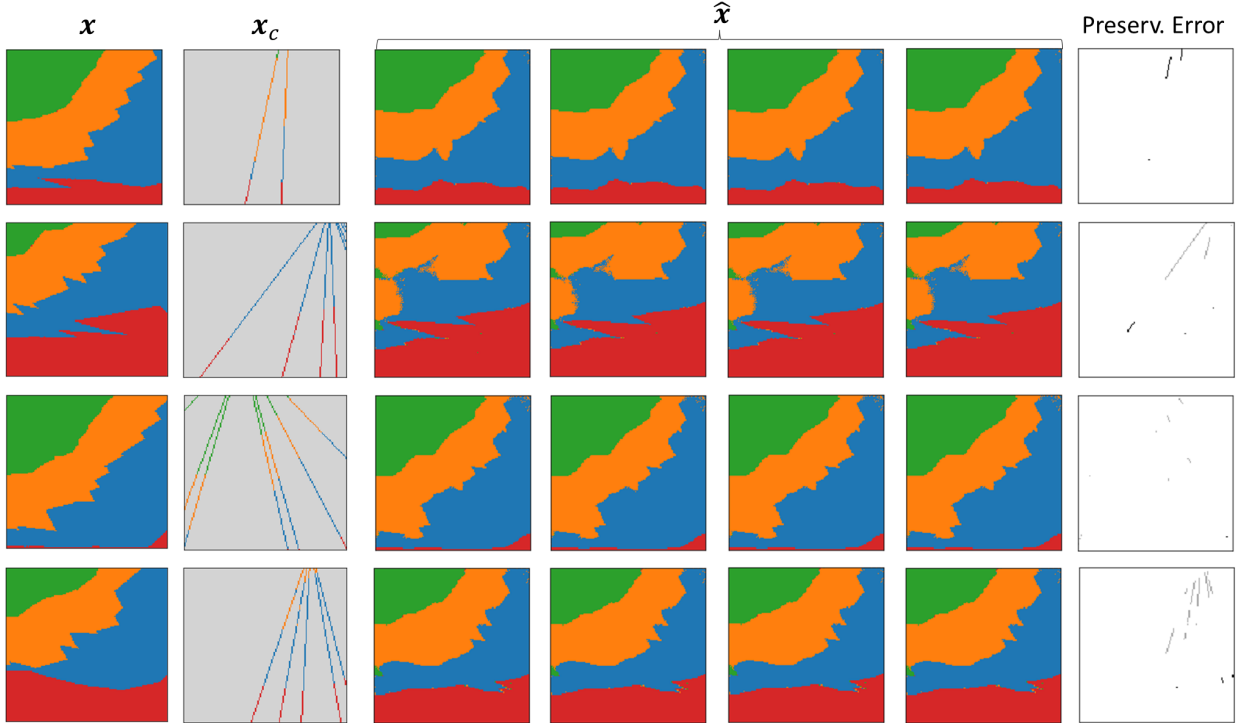 x x_c x̂ Preserv. Error